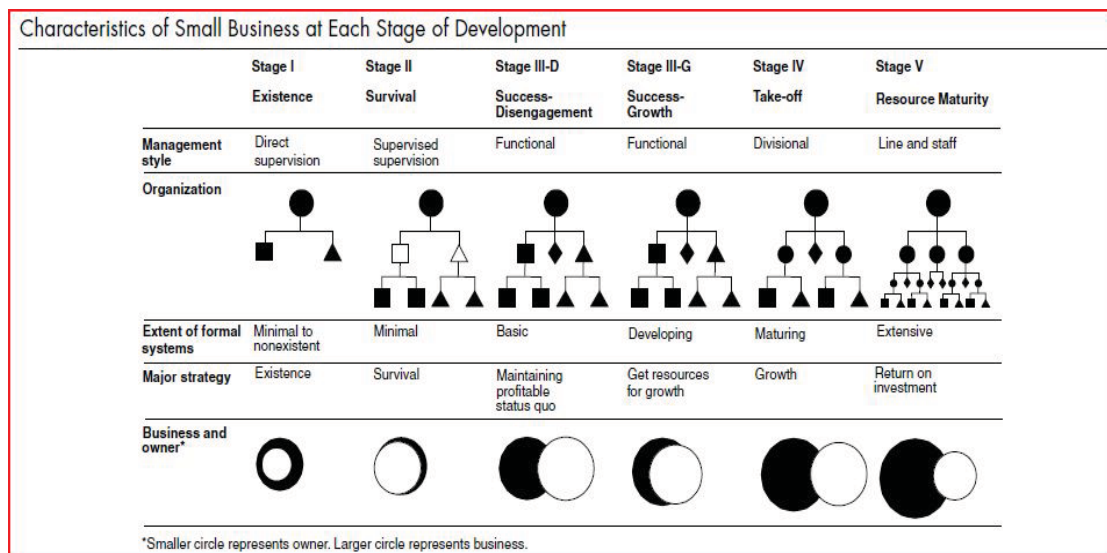 Characteristics of Small Business at Each Stage of Development
Stage I Stage II Stage III-D Stage III-G Stage IV Stage V
Existence Survival Success- Success- Take-off Resource Maturity
Disengagement Growth
Management Direct Supervised Functional Functional Divisional Line and staff
style supervision supervision
Organization
Extent of formal Minimal to Minimal Basic Developing Maturing Extensive
systems nonexistent
Major strategy Existence Survival Maintaining Get resources Growth Return on
profitable for growth investment
status quo
Business and
owner*
*Smaller circle represents owner. Larger circle represents business.